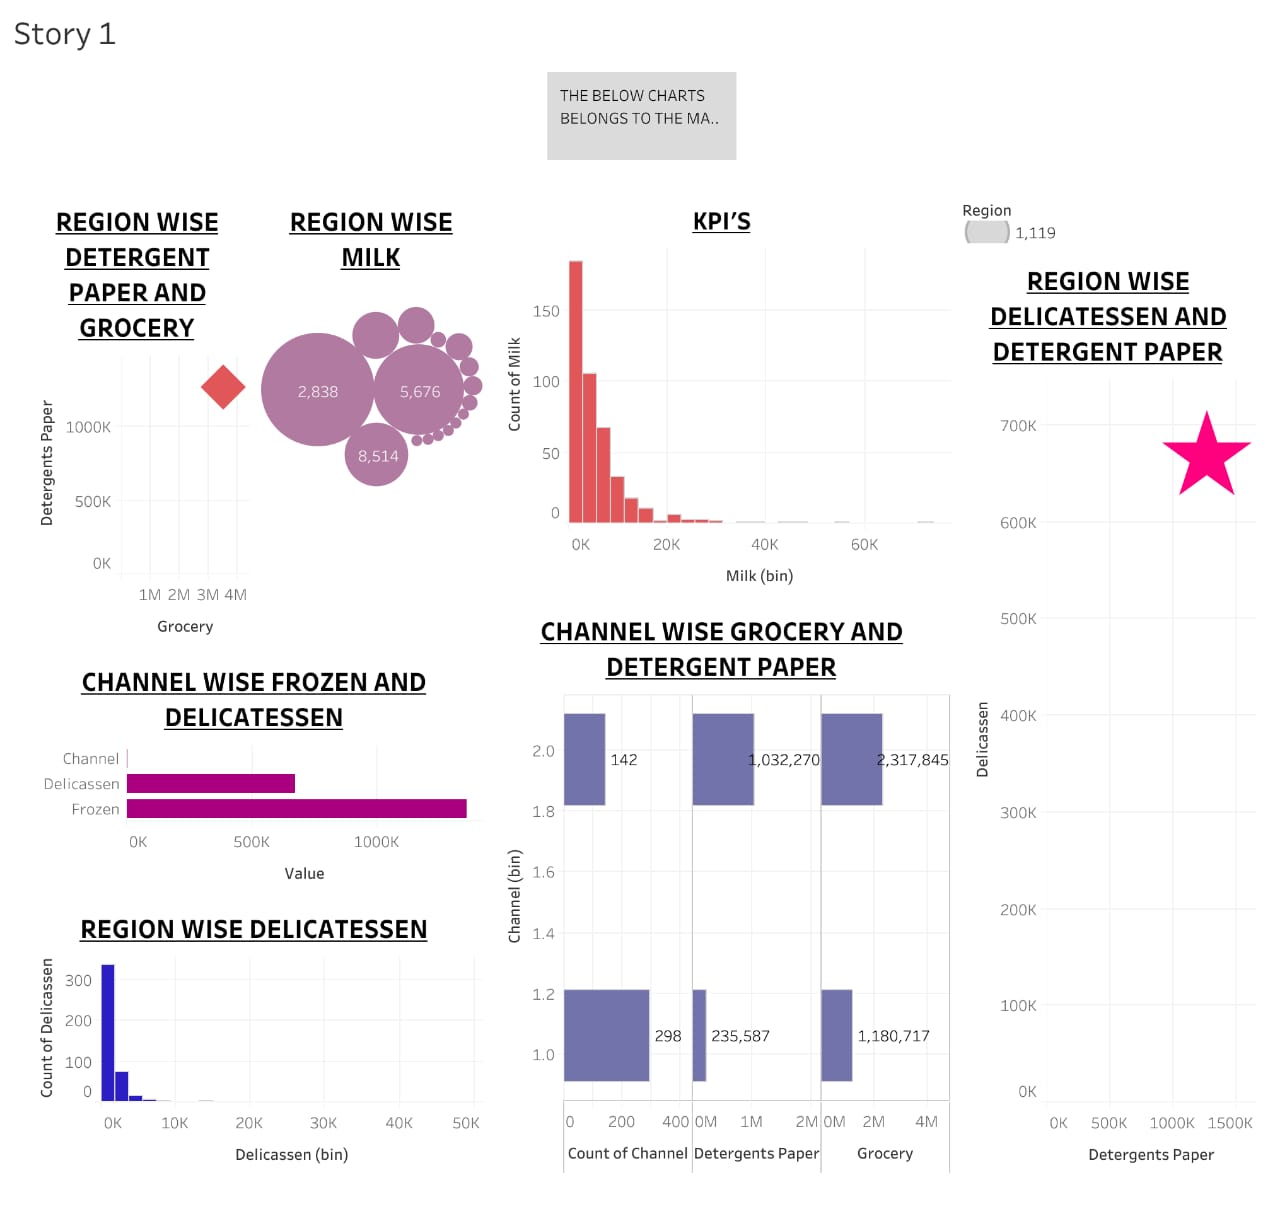 Story 1
THE BELOW CHARTS
BELONGS TO THE MA..
REGION WISE
DETERGENT
PAPER AND
GROCERY
Detergents Paper
1000K
500K
0K
1M 2M 3M 4M
Grocery
REGION WISE
MILK
2,838
5,676
8,514
KPI'S
Count of Milk
150
100
50
0
0K 20K 40K 60K
Milk (bin)
Region
1,119
REGION WISE
DELICATESSEN AND
DETERGENT PAPER
Delicassen
700K
600K
500K
400K
300K
200K
100K
0K
0K 500K 1000K 1500K
Detergents Paper
CHANNEL WISE FROZEN AND
DELICATESSEN
Channel
Delicassen
Frozen
0K 500K 1000K
Value
CHANNEL WISE GROCERY AND
DETERGENT PAPER
Channel (bin)
2.0
142 1,032,270 2,317,845
1.8
1.6
1.4
1.2
298 235,587 1,180,717
1.0
0 200 400 0M 1M 2M 0M 2M 4M
Count of Channel Detergents Paper Grocery
REGION WISE DELICATESSEN
Count of Delicassen
300
200
100
0
0K 10K 20K 30K 40K 50K
Delicassen (bin)